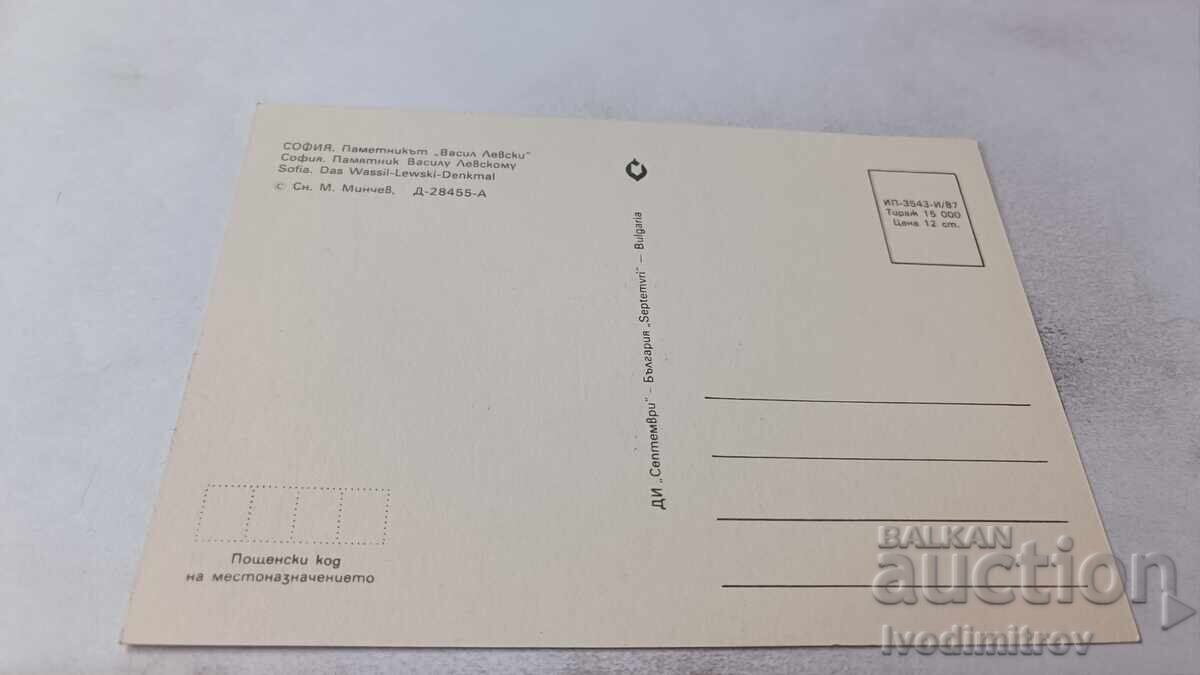 СОФИЯ. Паметникът „Васил Левски"
София. Памятник Василу Левскому
Sofia. Das Wassil-Lewski-Denkmal
© Сн. М. Минчев. Д-28455-А
ДИ „Септември" – България „Septemvri" – Bulgaria
ИП-3543-И/87
Тираж 15 000
Цена 12 ст.
Пощенски код
на местоназначението
BALKAN
auction
Ivodimitrov